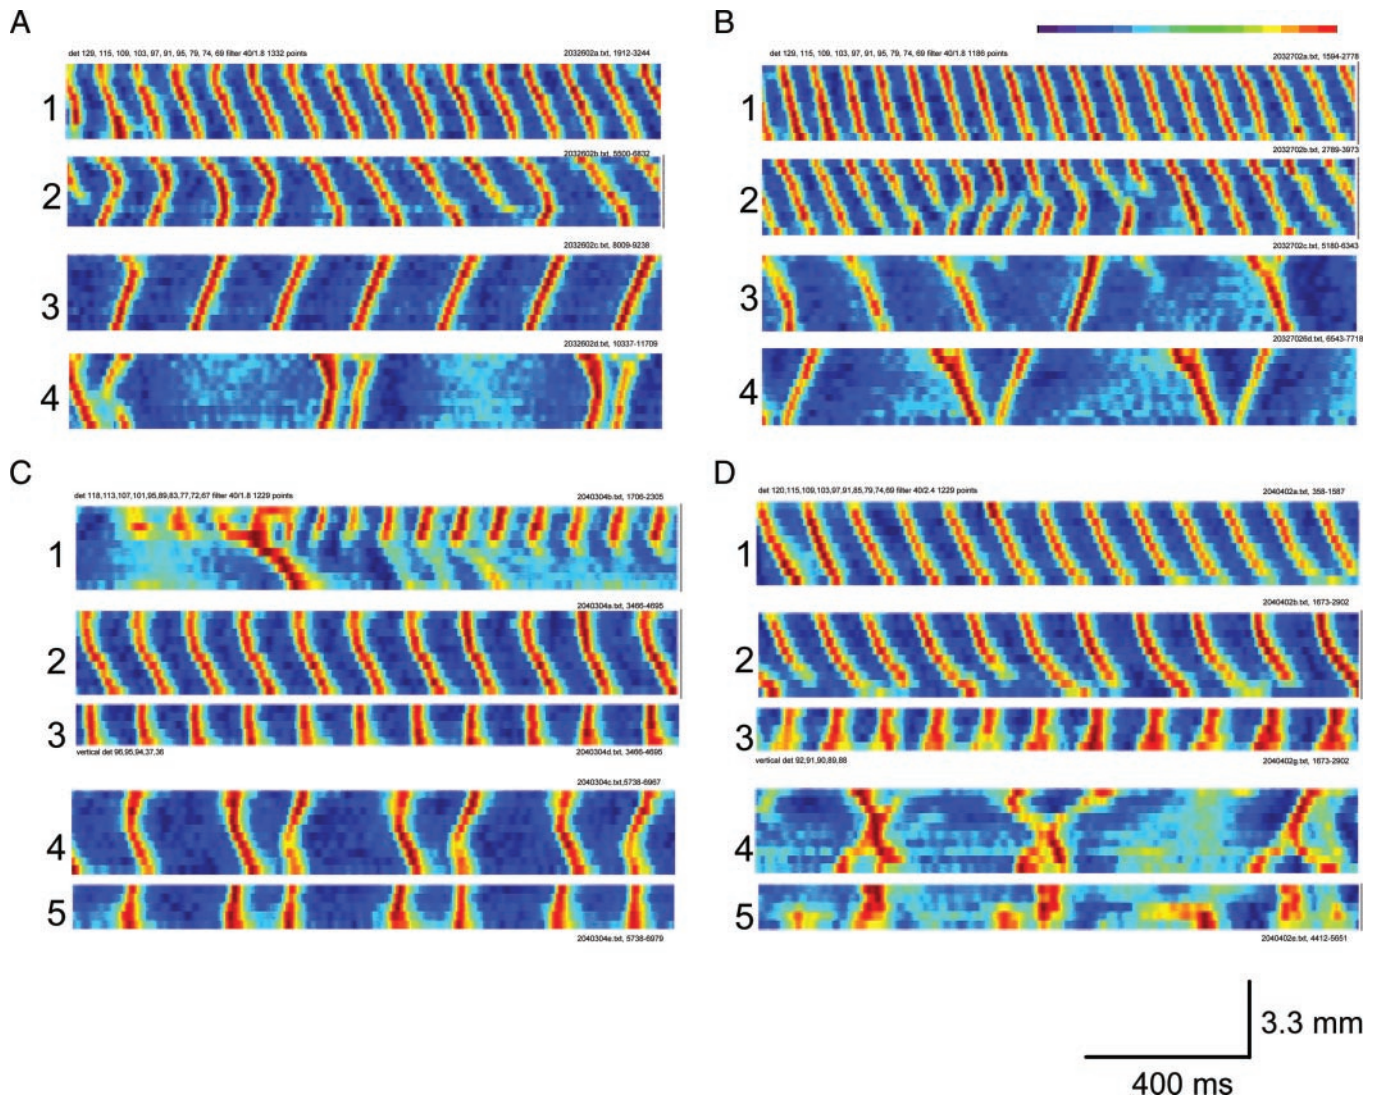 A
det 129, 115, 109, 103, 97, 91, 95, 79, 74, 69 filter 40/1.8 1332 points
2032602a.txt, 1912-3244
1
2032602b.txt, 5500-6832
2
2032602c.txt, 8009-9238
3
2032602d.txt, 10337-11709
4
B
det 129, 115, 109, 103, 97, 91, 95, 79, 74, 69 filter 40/1.8 1186 points
2032702a.txt, 1594-2778
1
2032702b.txt, 2789-3973
2
2032702c.txt, 5180-6343
3
20327026d.txt, 6543-7718
4
C
det 118,113,107,101,95,89,83,77,72,67 filter 40/1.8 1229 points
2040304b.txt, 1706-2305
1
2040304a.txt, 3466-4695
2
3
vertical det 96,95,94,37,36
2040304d.txt, 3466-4695
2040304c.txt,5738-6967
4
5
2040304e.txt, 5738-6979
D
det 120,115,109,103,97,91,85,79,74,69 filter 40/2.4 1229 points
2040402a.txt, 358-1587
1
2040402b.txt, 1673-2902
2
3
vertical det 92,91,90,89,88
2040402g.txt, 1673-2902
4
5
2040402e.txt, 4412-5651
3.3 mm
400 ms